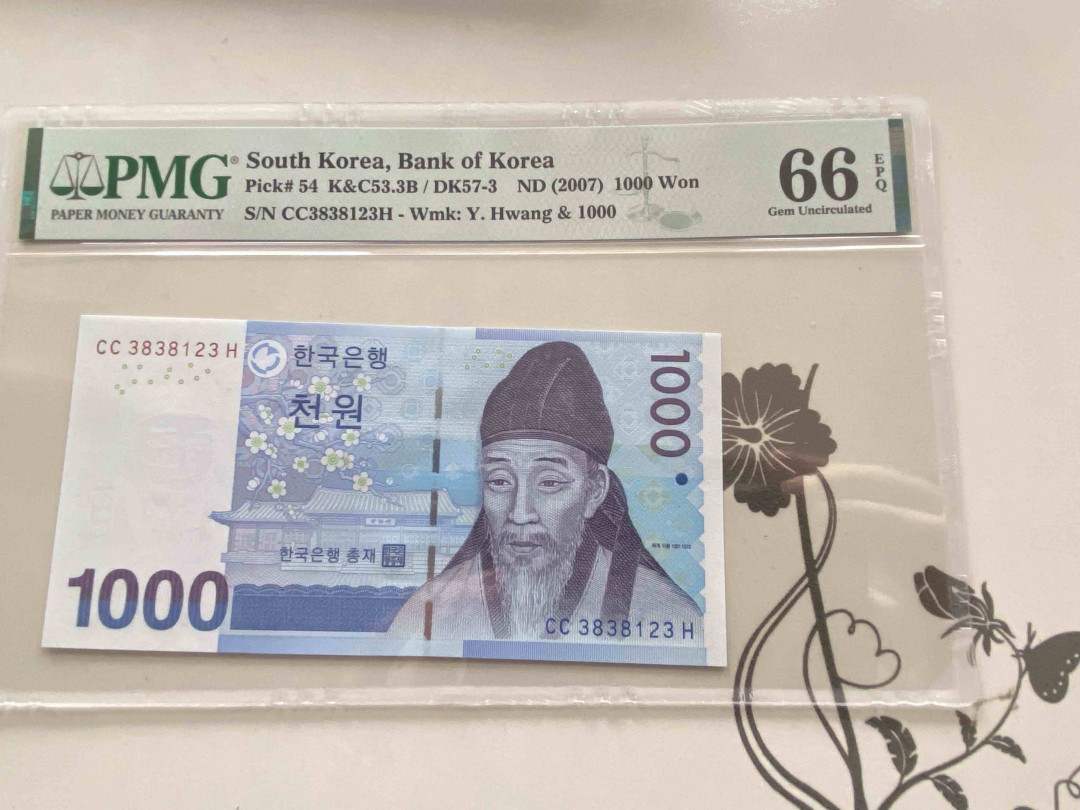 PMG®
PAPER MONEY GUARANTY
South Korea, Bank of Korea
Pick# 54 K&C53.3B / DK57-3 ND (2007) 1000 Won
S/N CC3838123H - Wmk: Y. Hwang & 1000
66
EPQ
Gem Uncirculated
CC 3838123 H
한국은행
천원
1000
한국은행 총재
1000
CC 3838123 H